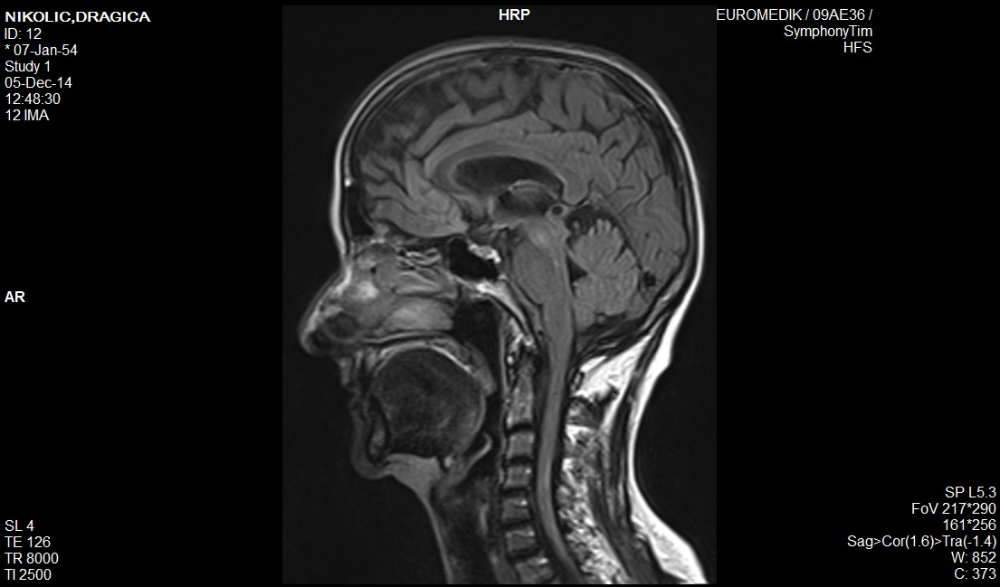 NIKOLIC,DRAGICA
ID: 12
* 07-Jan-54
Study 1
05-Dec-14
12:48:30
12 IMA
HRP
EUROMEDIK / 09AE36 /
SymphonyTim
HFS
AR
SL 4
TE 126
TR 8000
TI 2500
SP L5.3
FoV 217*290
161*256
Sag>Cor(1.6)>Tra(-1.4)
W: 852
C: 373